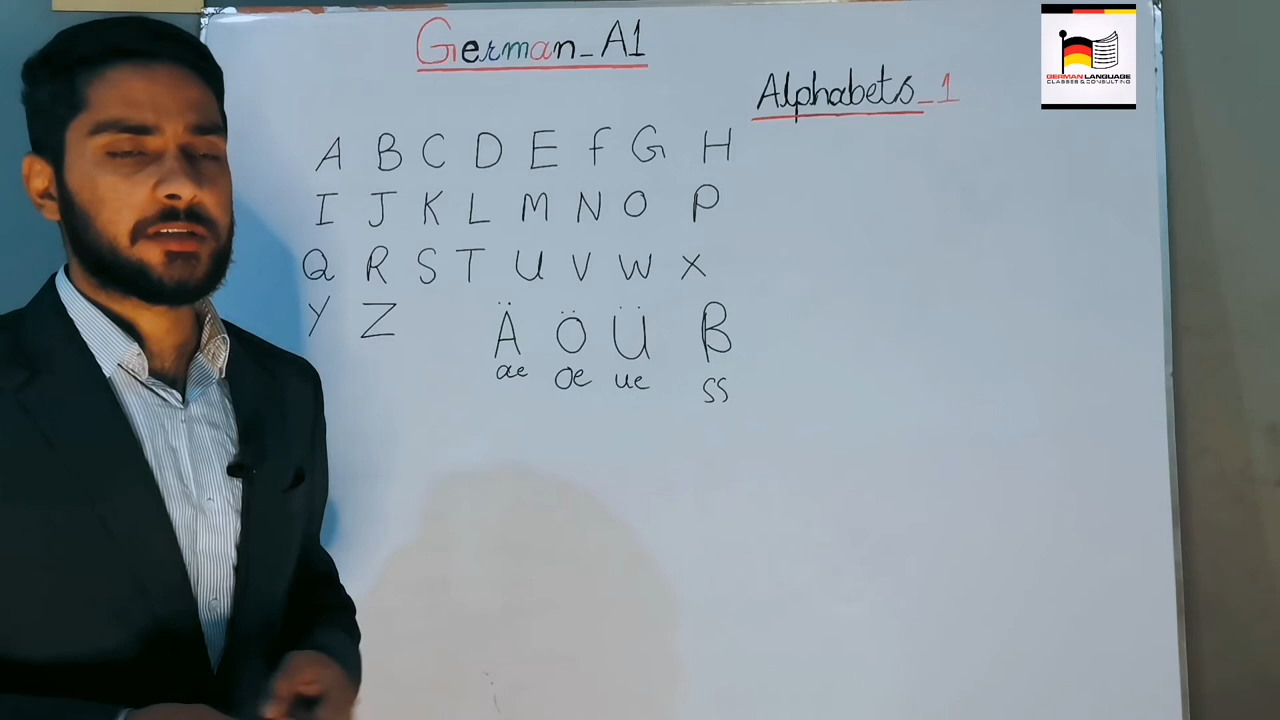 German_A1
Alphabets_1
A B C D E F G H
I J K L M N O P
Q R S T U V W X
Y Z Ä Ö Ü ß
ae oe ue ss
GERMAN LANGUAGE
CLASSES & CONSULTING